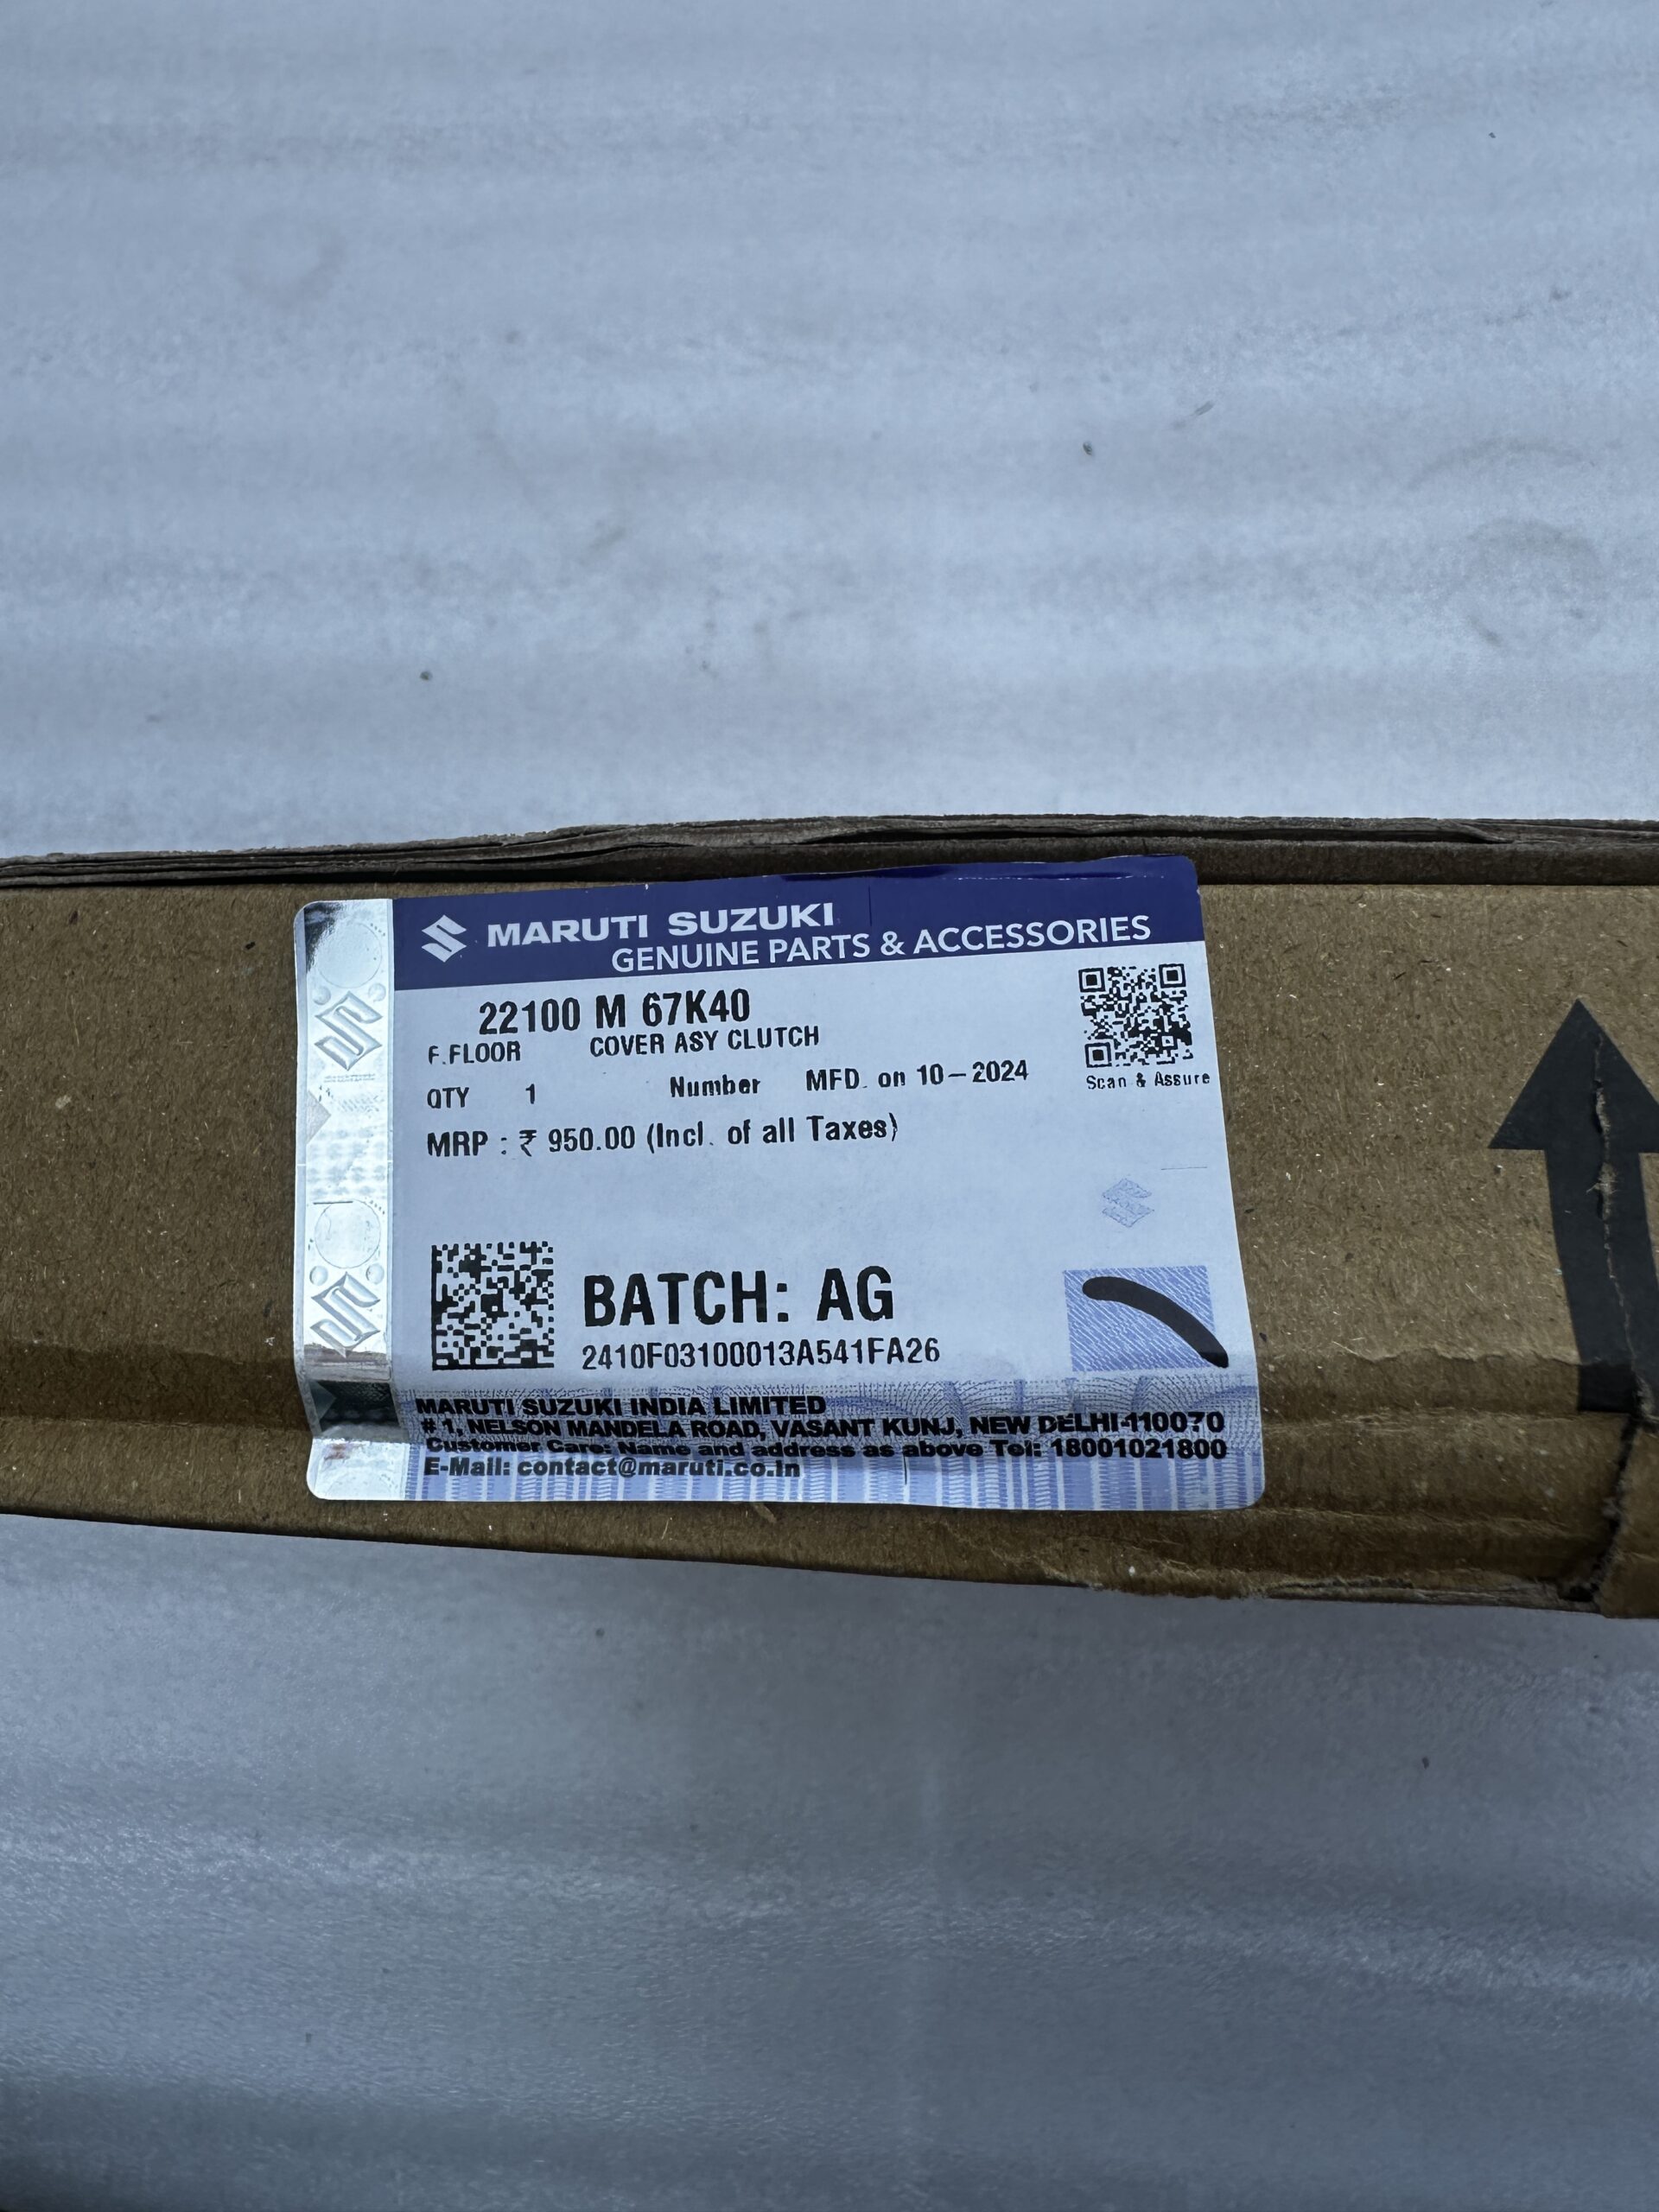 MARUTI SUZUKI
GENUINE PARTS & ACCESSORIES
22100 M 67K40
F.FLOOR COVER ASY CLUTCH
QTY 1 Number MFD. on 10-2024
Scan & Assure
MRP : ₹ 950.00 (Incl. of all Taxes)
BATCH: AG
2410F03100013A541FA26
MARUTI SUZUKI INDIA LIMITED
# 1, NELSON MANDELA ROAD, VASANT KUNJ, NEW DELHI-110070
Customer Care: Name and address as above Tel: 18001021800
E-Mail: contact@maruti.co.in